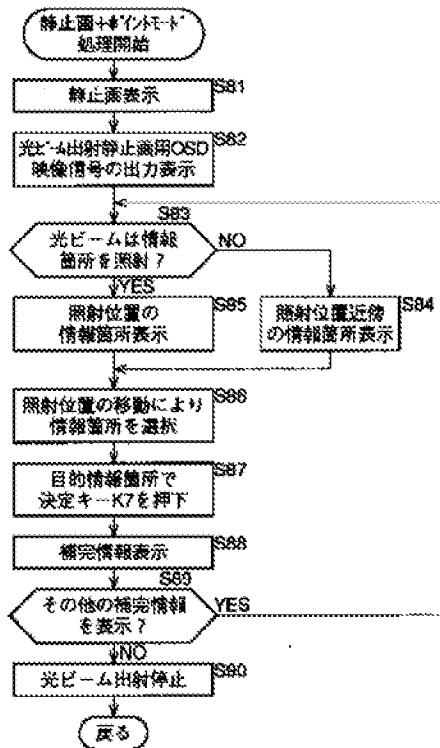 静止画+ポイントモード
処理開始
S81
静止画表示
S82
光ビーム出射静止画用OSD
映像信号の出力表示
S83
光ビームは情報
箇所を照射?
NO
YES
S85
照射位置の
情報箇所表示
S84
照射位置近傍
の情報箇所表示
S86
照射位置の移動により
情報箇所を選択
S87
目的情報箇所で
決定キーK7を押下
S88
補完情報表示
S89
その他の補完情報
を表示?
YES
NO
S90
光ビーム出射停止
戻る